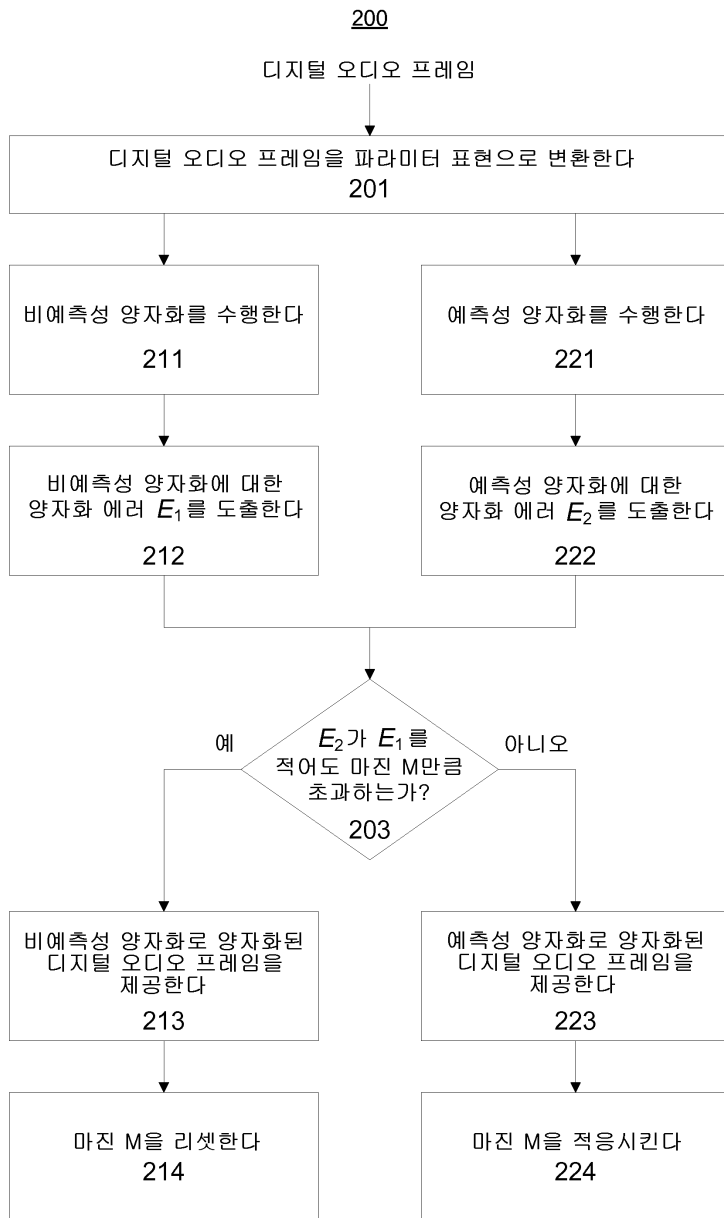 200
디지털 오디오 프레임
디지털 오디오 프레임을 파라미터 표현으로 변환한다
201
비예측성 양자화를 수행한다
211
예측성 양자화를 수행한다
221
비예측성 양자화에 대한
양자화 에러 E₁를 도출한다
212
예측성 양자화에 대한
양자화 에러 E₂를 도출한다
222
예
E₂가 E₁를
적어도 마진 M만큼
초과하는가?
203
아니오
비예측성 양자화로 양자화된
디지털 오디오 프레임을
제공한다
213
예측성 양자화로 양자화된
디지털 오디오 프레임을
제공한다
223
마진 M을 리셋한다
214
마진 M을 적응시킨다
224